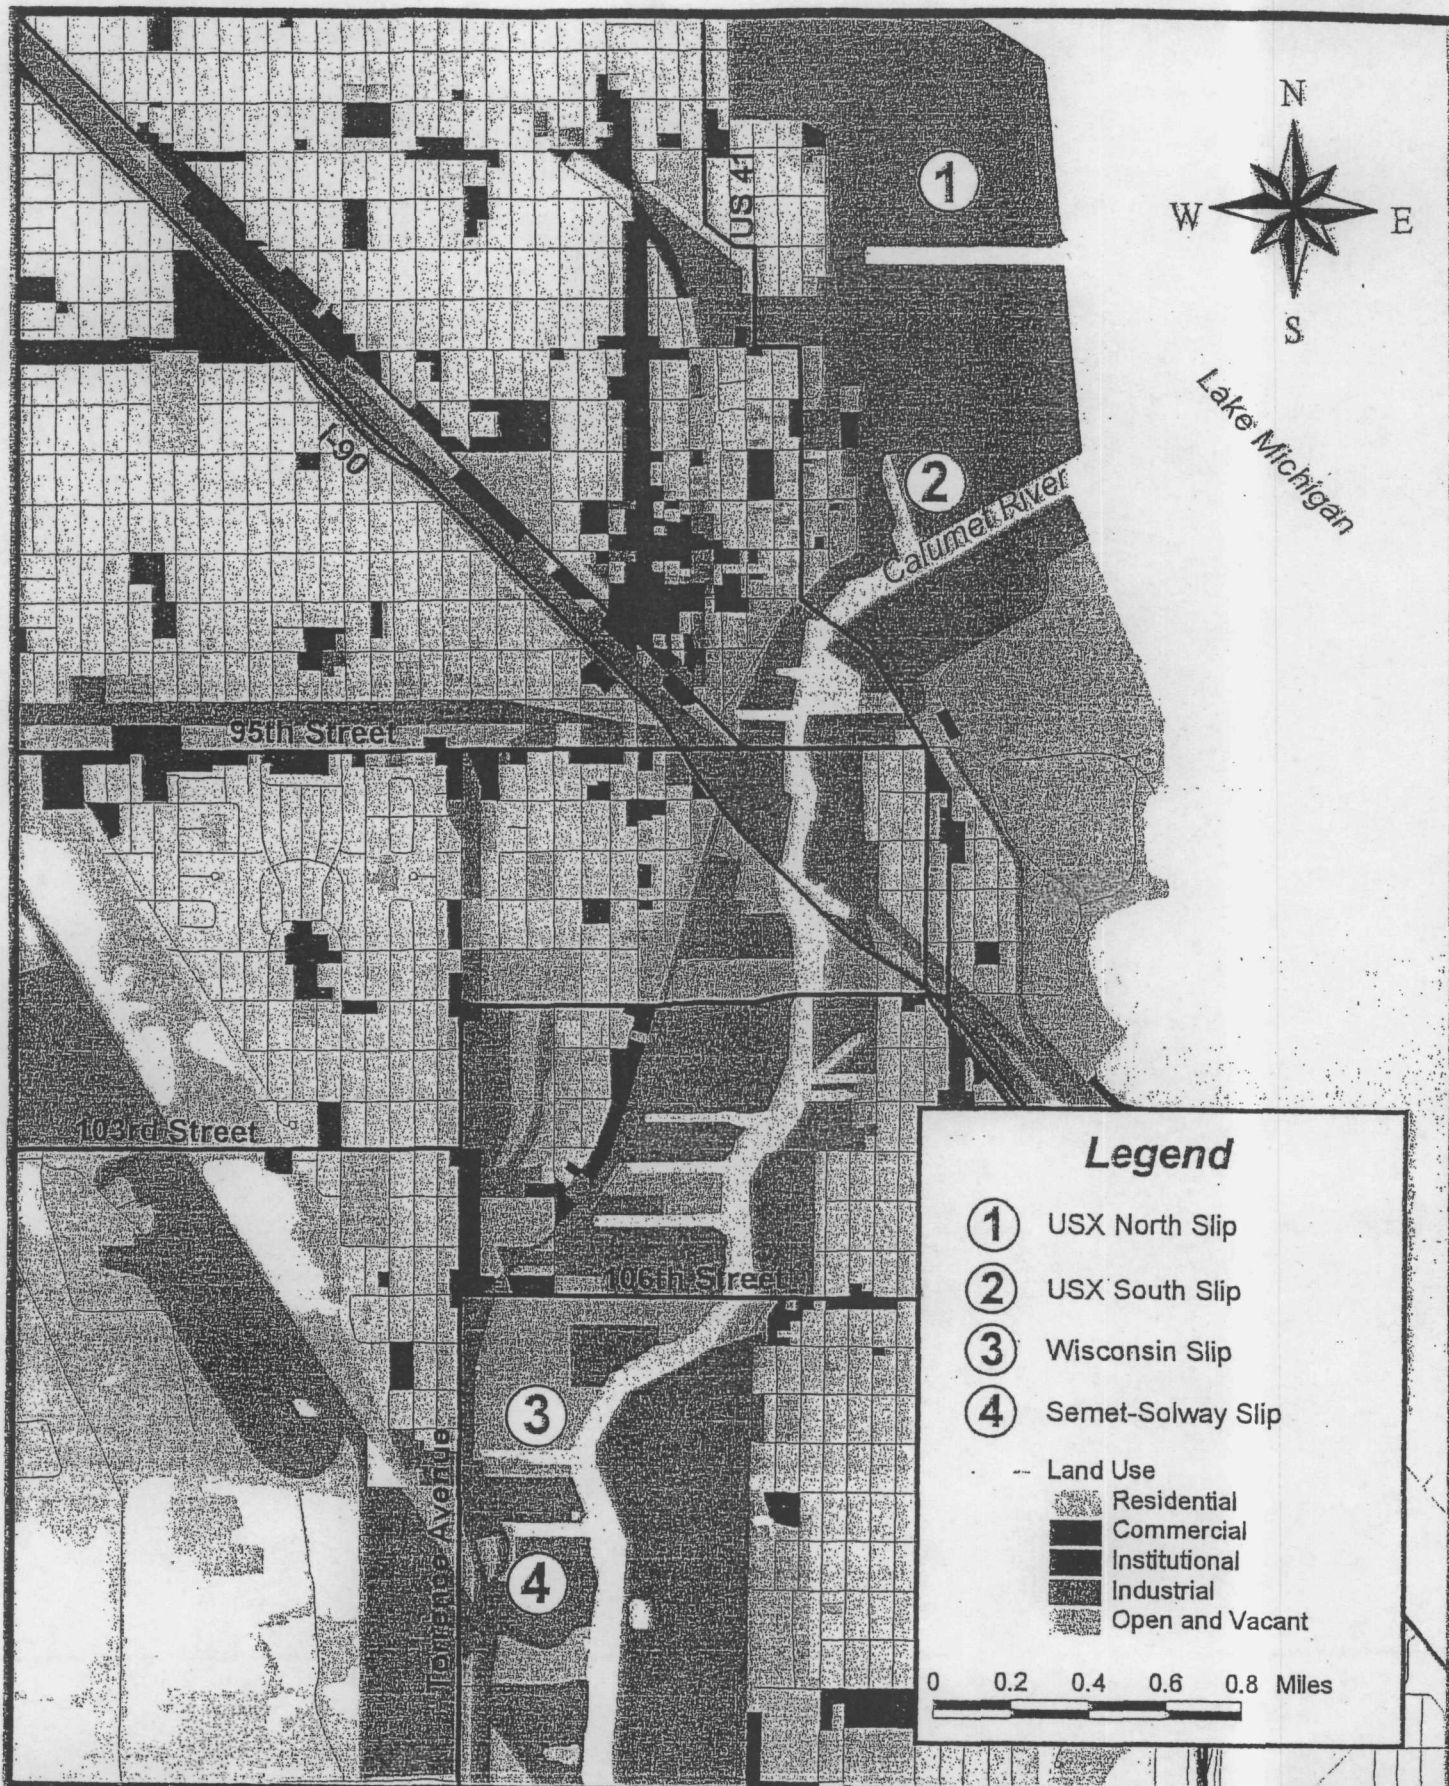 N
1
W
E
US 41
S
Lake Michigan
I-90
2
Calumet River
95th Street
103rd Street
106th Street
3
Torrence Avenue
4
Legend
1 USX North Slip
2 USX South Slip
3 Wisconsin Slip
4 Semet-Solway Slip
Land Use
Residential
Commercial
Institutional
Industrial
Open and Vacant
0 0.2 0.4 0.6 0.8 Miles